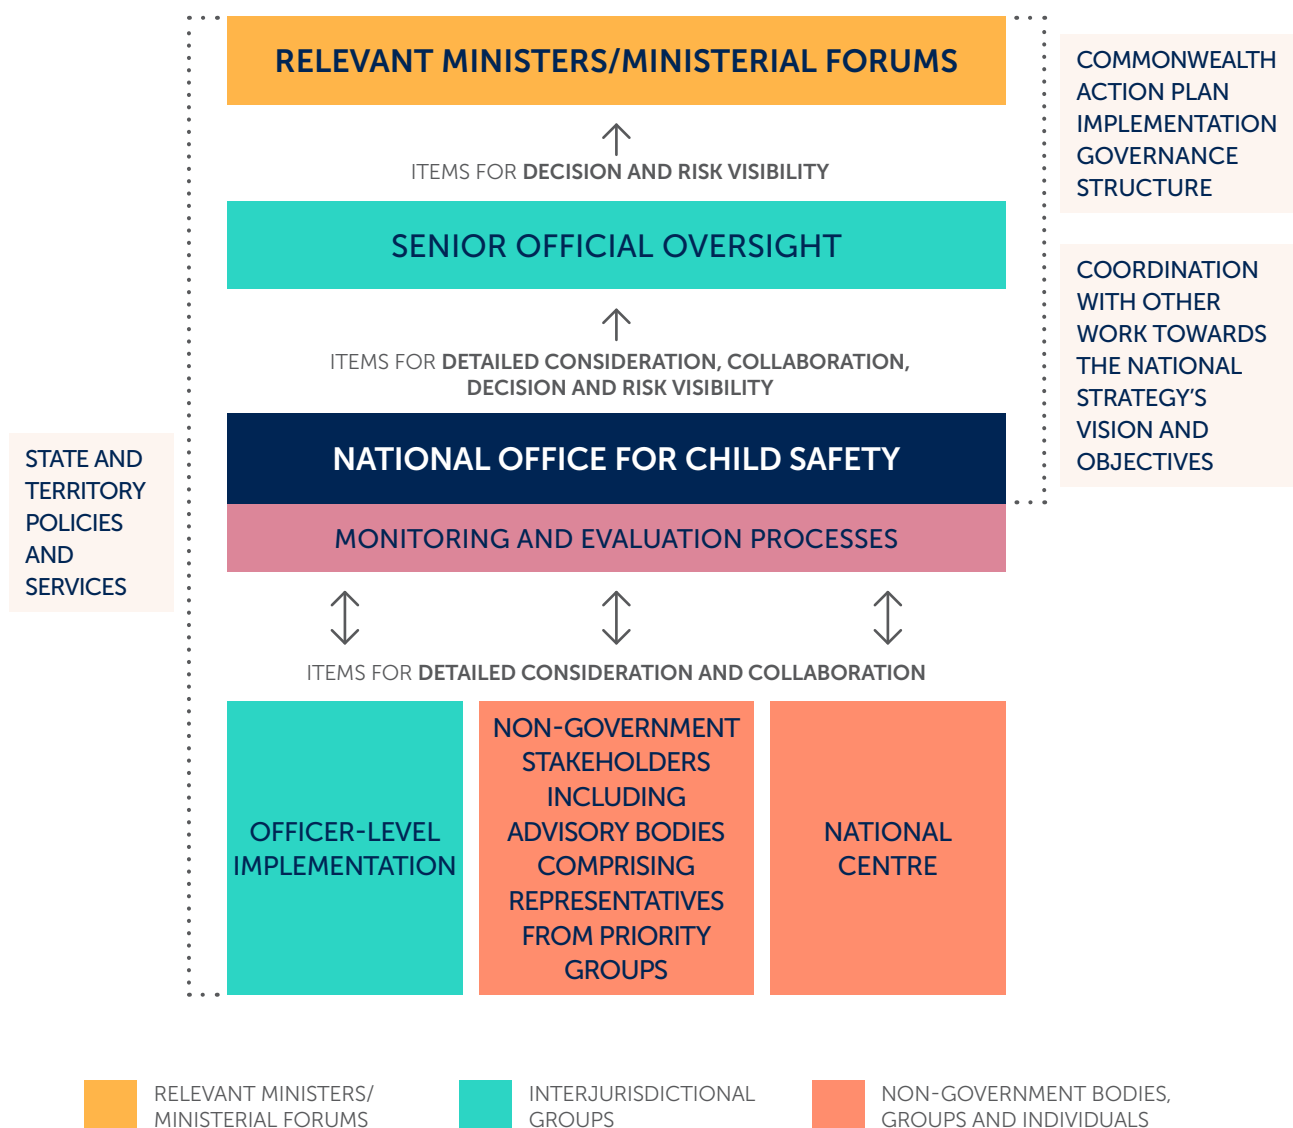 RELEVANT MINISTERS/MINISTERIAL FORUMS
ITEMS FOR DECISION AND RISK VISIBILITY
SENIOR OFFICIAL OVERSIGHT
ITEMS FOR DETAILED CONSIDERATION, COLLABORATION,
DECISION AND RISK VISIBILITY
NATIONAL OFFICE FOR CHILD SAFETY
MONITORING AND EVALUATION PROCESSES
ITEMS FOR DETAILED CONSIDERATION AND COLLABORATION
OFFICER-LEVEL
IMPLEMENTATION
NON-GOVERNMENT
STAKEHOLDERS
INCLUDING
ADVISORY BODIES
COMPRISING
REPRESENTATIVES
FROM PRIORITY
GROUPS
NATIONAL
CENTRE
STATE AND
TERRITORY
POLICIES
AND
SERVICES
COMMONWEALTH
ACTION PLAN
IMPLEMENTATION
GOVERNANCE
STRUCTURE
COORDINATION
WITH OTHER
WORK TOWARDS
THE NATIONAL
STRATEGY'S
VISION AND
OBJECTIVES
RELEVANT MINISTERS/
MINISTERIAL FORUMS
INTERJURISDICTIONAL
GROUPS
NON-GOVERNMENT BODIES,
GROUPS AND INDIVIDUALS